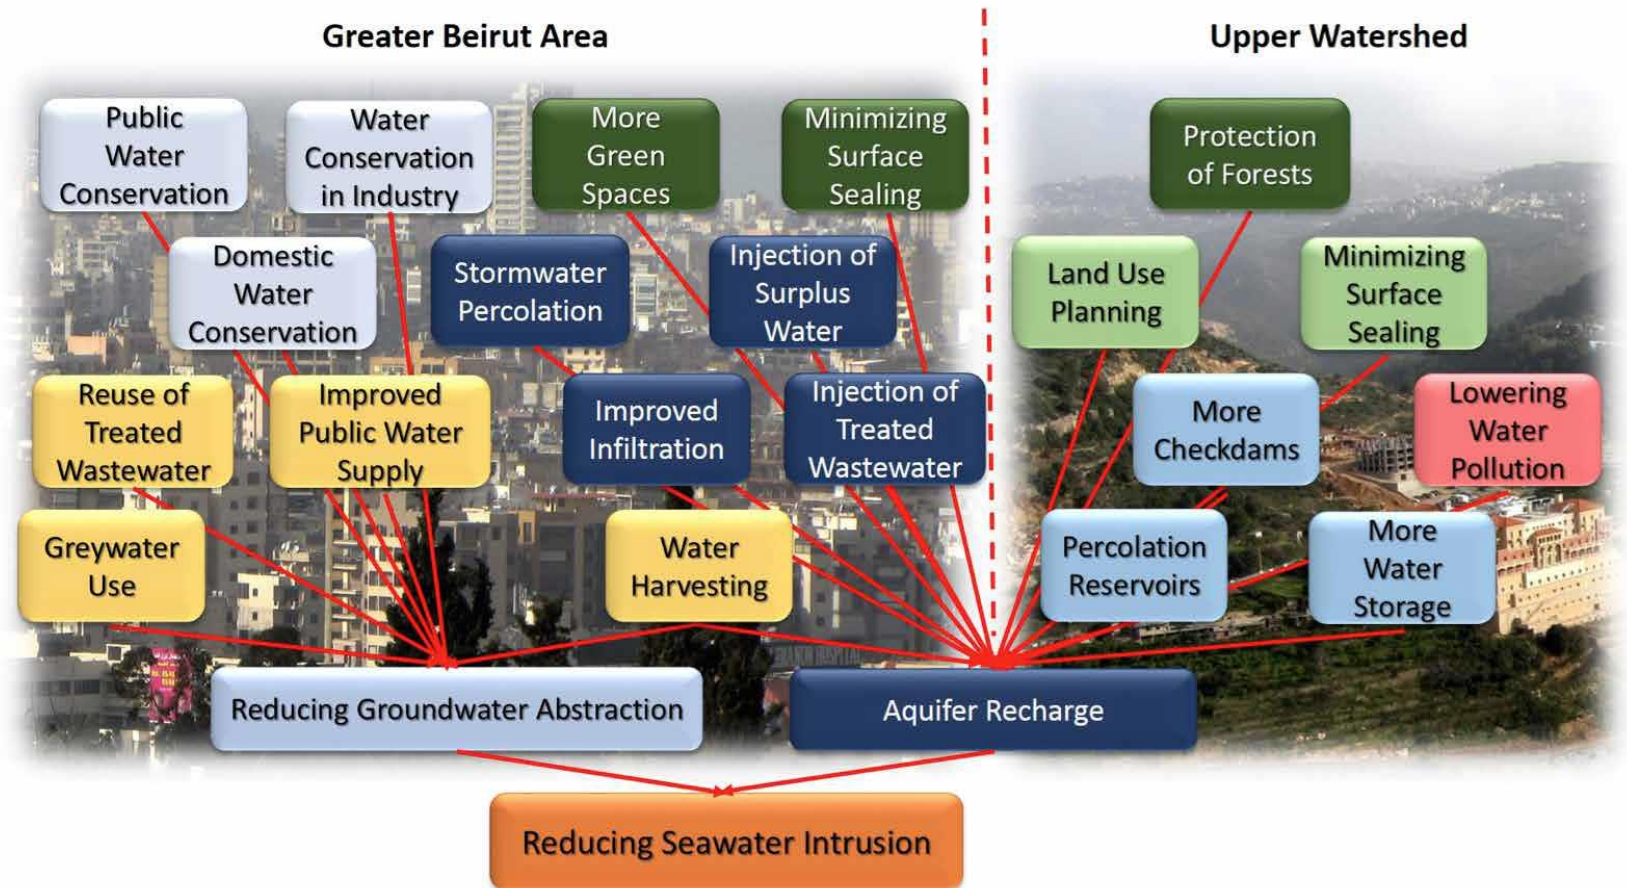 Greater Beirut Area
Upper Watershed
Public
Water
Conservation
Water
Conservation
in Industry
More
Green
Spaces
Minimizing
Surface
Sealing
Protection
of Forests
Domestic
Water
Conservation
Stormwater
Percolation
Injection of
Surplus
Water
Land Use
Planning
Minimizing
Surface
Sealing
Reuse of
Treated
Wastewater
Improved
Public Water
Supply
Improved
Infiltration
Injection of
Treated
Wastewater
More
Checkdams
Lowering
Water
Pollution
Greywater
Use
Water
Harvesting
Percolation
Reservoirs
More
Water
Storage
Reducing Groundwater Abstraction
Aquifer Recharge
Reducing Seawater Intrusion